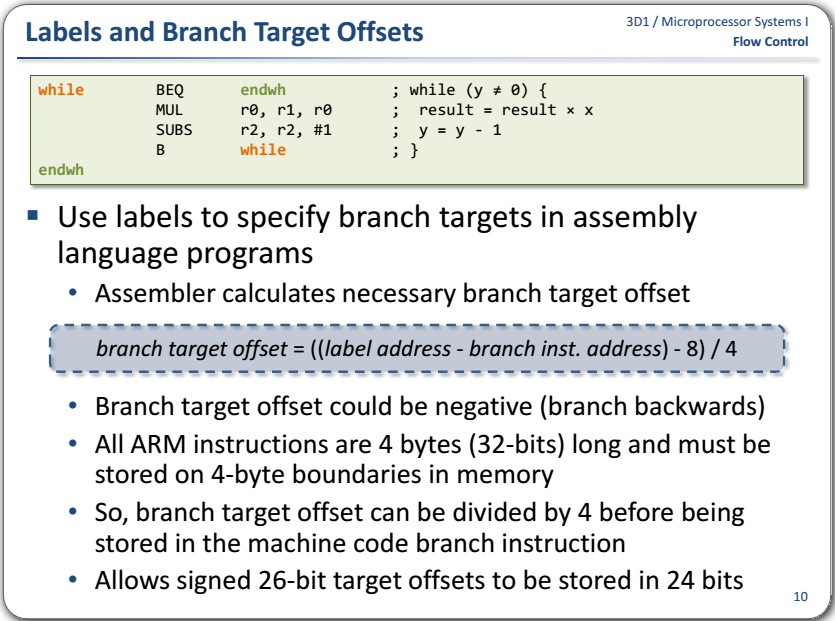 Labels and Branch Target Offsets
3D1 / Microprocessor Systems I
Flow Control
while BEQ endwh ; while (y ≠ 0) {
MUL r0, r1, r0 ; result = result × x
SUBS r2, r2, #1 ; y = y - 1
B while ; }
endwh
▪ Use labels to specify branch targets in assembly
language programs
• Assembler calculates necessary branch target offset
branch target offset = ((label address - branch inst. address) - 8) / 4
• Branch target offset could be negative (branch backwards)
• All ARM instructions are 4 bytes (32-bits) long and must be
stored on 4-byte boundaries in memory
• So, branch target offset can be divided by 4 before being
stored in the machine code branch instruction
• Allows signed 26-bit target offsets to be stored in 24 bits
10